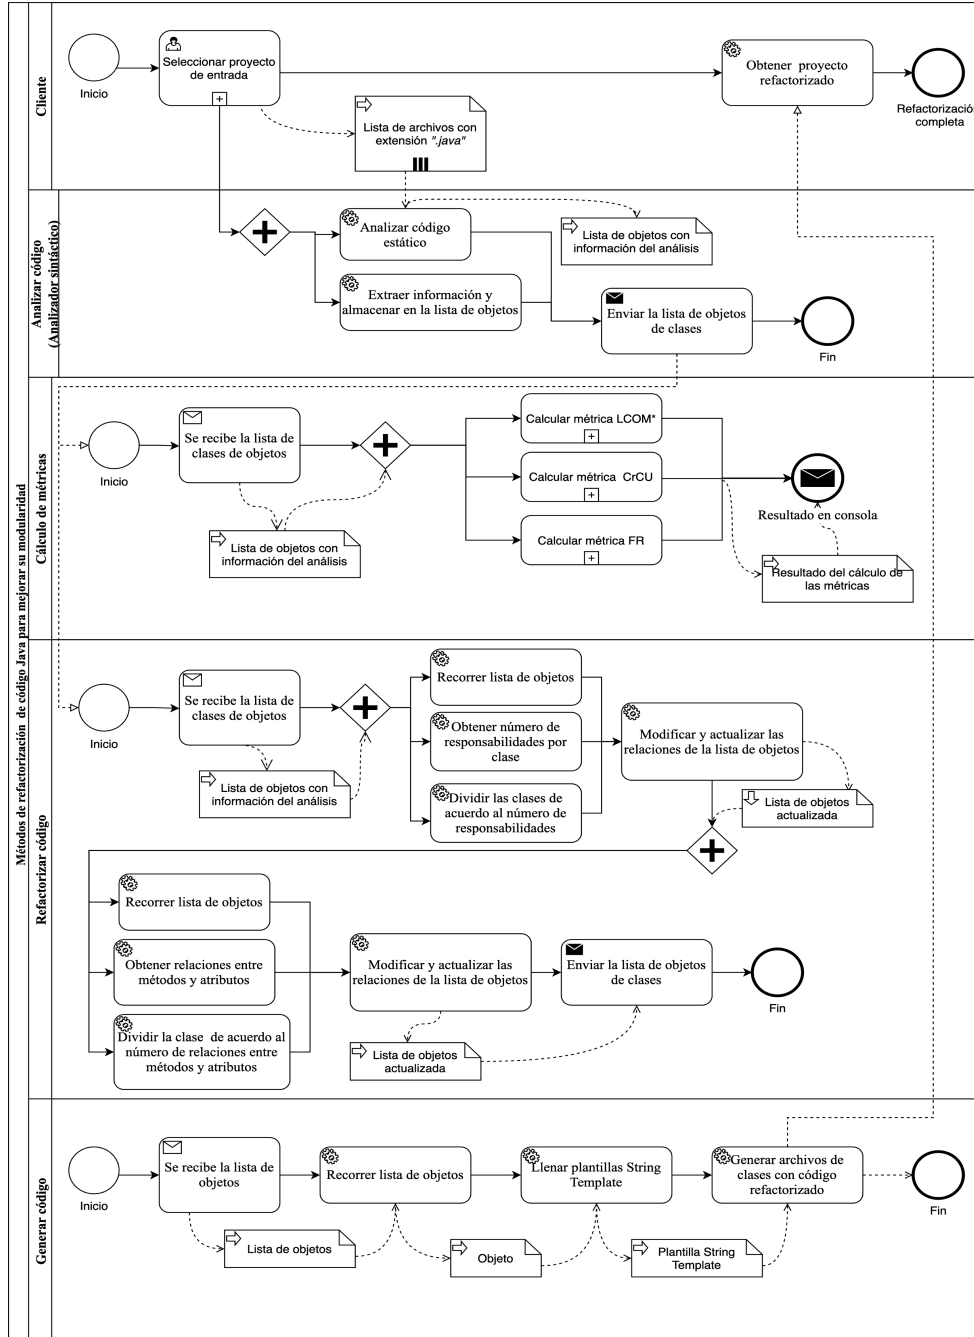 Métodos de refactorización  de código Java para mejorar su modularidad
Cliente
Inicio
Seleccionar proyecto
de entrada
Lista de archivos con
extensión ".java"
Obtener  proyecto
refactorizado
Refactorización
completa
Analizar código
(Analizador sintáctico)
Analizar código
estático
Lista de objetos con
información del análisis
Extraer información y
almacenar en la lista de objetos
Enviar la lista de objetos
de clases
Fin
Cálculo de métricas
Inicio
Se recibe la lista de
clases de objetos
Lista de objetos con
información del análisis
Calcular métrica LCOM*
Calcular métrica  CrCU
Calcular métrica FR
Resultado en consola
Resultado del cálculo de
las métricas
Refactorizar código
Inicio
Se recibe la lista de
clases de objetos
Lista de objetos con
información del análisis
Recorrer lista de objetos
Obtener número de
responsabilidades por
clase
Dividir las clases de
acuerdo al número de
responsabilidades
Modificar y actualizar las
relaciones de la lista de objetos
Lista de objetos
actualizada
Recorrer lista de objetos
Obtener relaciones entre
métodos y atributos
Dividir la clase  de acuerdo al
número de relaciones entre
métodos y atributos
Modificar y actualizar las
relaciones de la lista de objetos
Lista de objetos
actualizada
Enviar la lista de objetos
de clases
Fin
Generar código
Inicio
Se recibe la lista de
objetos
Lista de objetos
Recorrer lista de objetos
Objeto
Llenar plantillas String
Template
Plantilla String
Template
Generar archivos de
clases con código
refactorizado
Fin